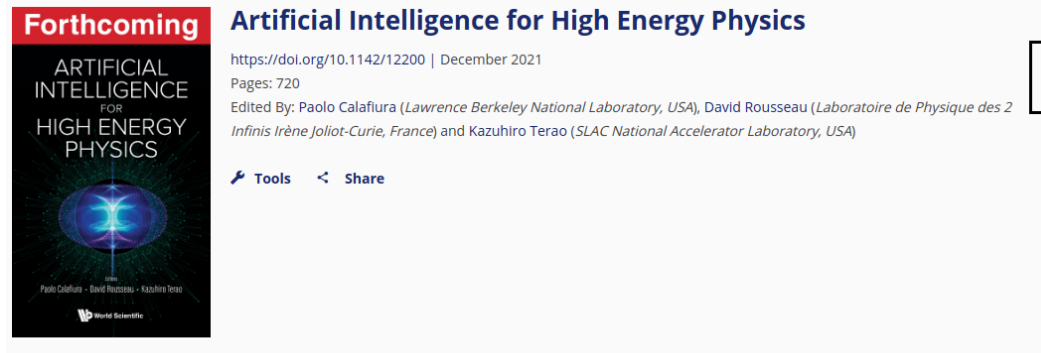 Forthcoming
ARTIFICIAL
INTELLIGENCE
FOR
HIGH ENERGY
PHYSICS
Editors
Paolo Calafiura - David Rousseau - Kazuhiro Terao
World Scientific
Artificial Intelligence for High Energy Physics
https://doi.org/10.1142/12200 | December 2021
Pages: 720
Edited By: Paolo Calafiura (Lawrence Berkeley National Laboratory, USA), David Rousseau (Laboratoire de Physique des 2
Infinis Irène Joliot-Curie, France) and Kazuhiro Terao (SLAC National Accelerator Laboratory, USA)
Tools Share